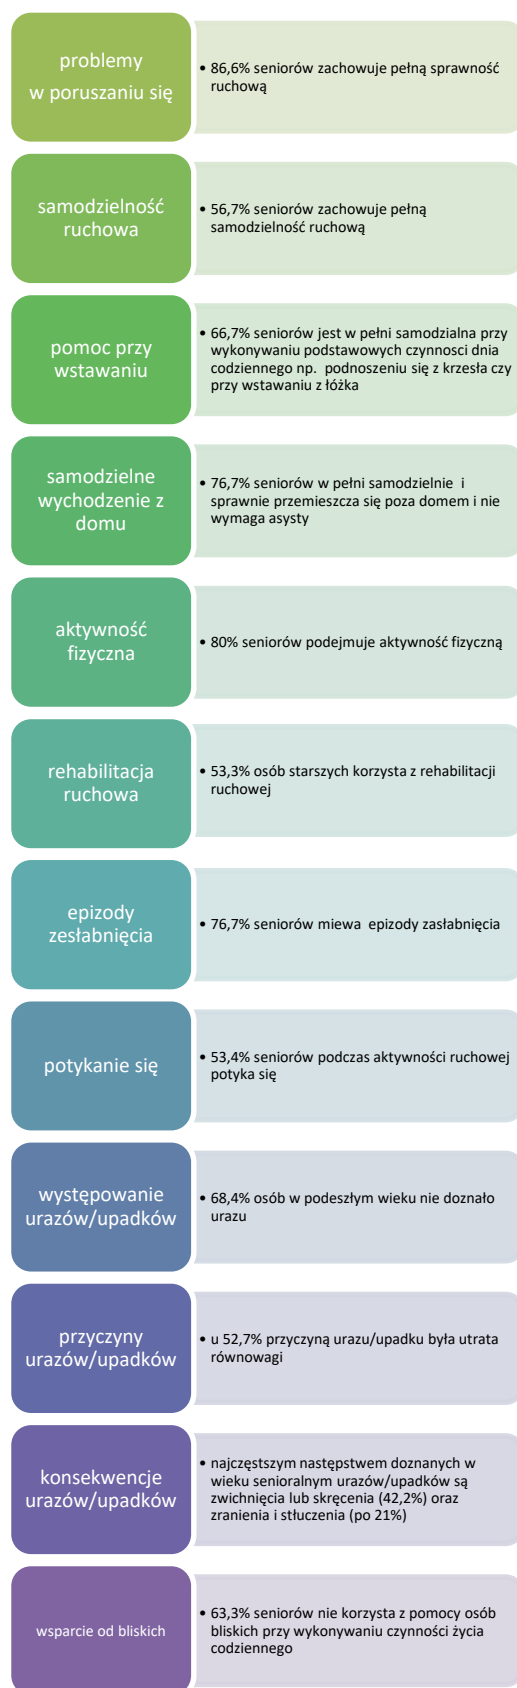 problemy
w poruszaniu się
• 86,6% seniorów zachowuje pełną sprawność
ruchową
samodzielność
ruchowa
• 56,7% seniorów zachowuje pełną
samodzielność ruchową
pomoc przy
wstawaniu
• 66,7% seniorów jest w pełni samodzialna przy
wykonywaniu podstawowych czynnosci dnia
codziennego np. podnoszeniu się z krzesła czy
przy wstawaniu z łóżka
samodzielne
wychodzenie z
domu
• 76,7% seniorów w pełni samodzielnie i
sprawnie przemieszcza się poza domem i nie
wymaga asysty
aktywność
fizyczna
• 80% seniorów podejmuje aktywność fizyczną
rehabilitacja
ruchowa
• 53,3% osób starszych korzysta z rehabilitacji
ruchowej
epizody
zesłabnięcia
• 76,7% seniorów miewa epizody zasłabnięcia
potykanie się
• 53,4% seniorów podczas aktywności ruchowej
potyka się
występowanie
urazów/upadków
• 68,4% osób w podeszłym wieku nie doznało
urazu
przyczyny
urazów/upadków
• u 52,7% przyczyną urazu/upadku była utrata
równowagi
konsekwencje
urazów/upadków
• najczęstszym następstwem doznanych w
wieku senioralnym urazów/upadków są
zwichnięcia lub skręcenia (42,2%) oraz
zranienia i stłuczenia (po 21%)
wsparcie od bliskich
• 63,3% seniorów nie korzysta z pomocy osób
bliskich przy wykonywaniu czynności życia
codziennego